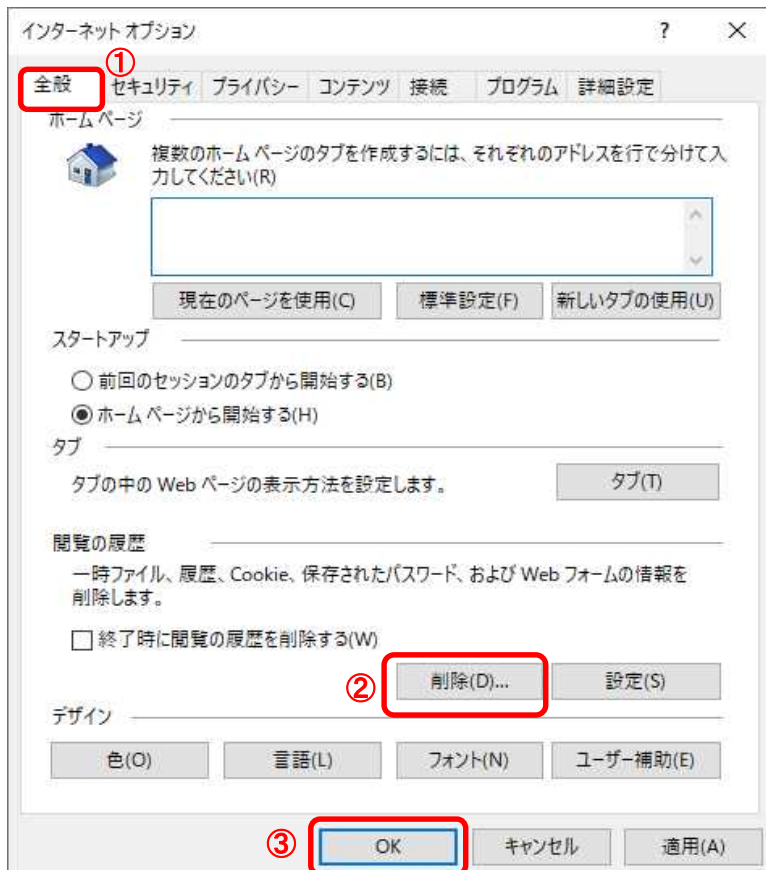 インターネット オプション ? ×
①
全般 セキュリティ プライバシー コンテンツ 接続 プログラム 詳細設定
ホーム ページ
複数のホーム ページのタブを作成するには、それぞれのアドレスを行で分けて入
力してください(R)
現在のページを使用(C) 標準設定(F) 新しいタブの使用(U)
スタートアップ
前回のセッションのタブから開始する(B)
ホーム ページから開始する(H)
タブ
タブの中の Web ページの表示方法を設定します。 タブ(T)
閲覧の履歴
一時ファイル、履歴、Cookie、保存されたパスワード、および Web フォームの情報を
削除します。
終了時に閲覧の履歴を削除する(W)
② 削除(D)... 設定(S)
デザイン
色(O) 言語(L) フォント(N) ユーザー補助(E)
③ OK キャンセル 適用(A)